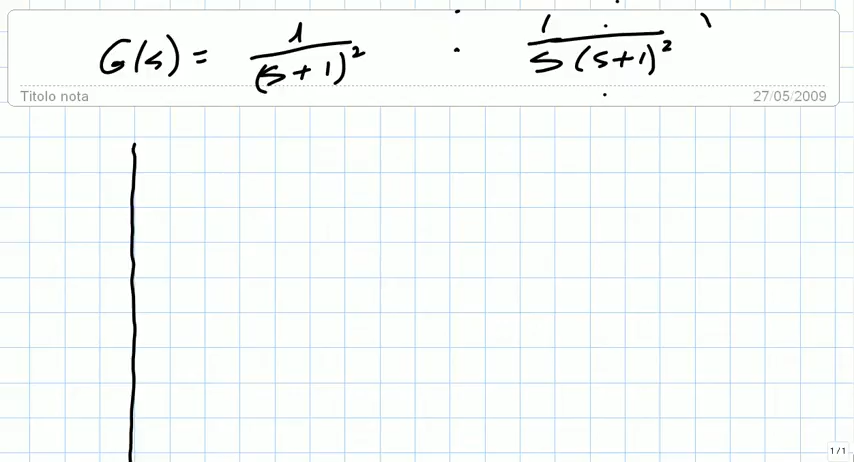 G(s) = 1/(s+1)² 1/s(s+1)²
Titolo nota 27/05/2009
1/1